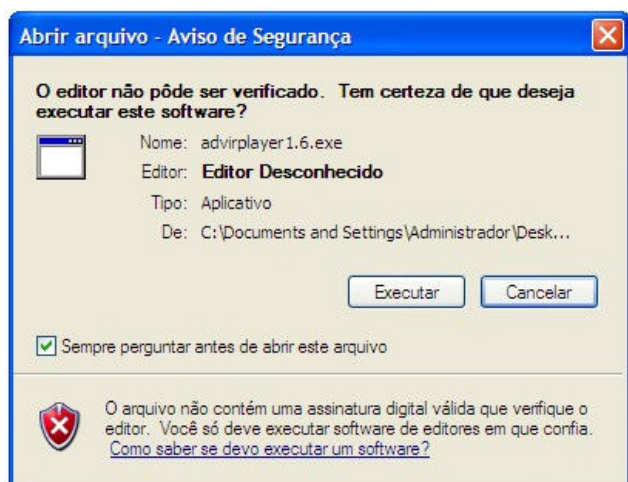 Abrir arquivo - Aviso de Segurança
O editor não pôde ser verificado. Tem certeza de que deseja
executar este software?
Nome: advirplayer1.6.exe
Editor: Editor Desconhecido
Tipo: Aplicativo
De: C:\Documents and Settings\Administrador\Desk...
Executar Cancelar
Sempre perguntar antes de abrir este arquivo
O arquivo não contém uma assinatura digital válida que verifique o
editor. Você só deve executar software de editores em que confia.
Como saber se devo executar um software?